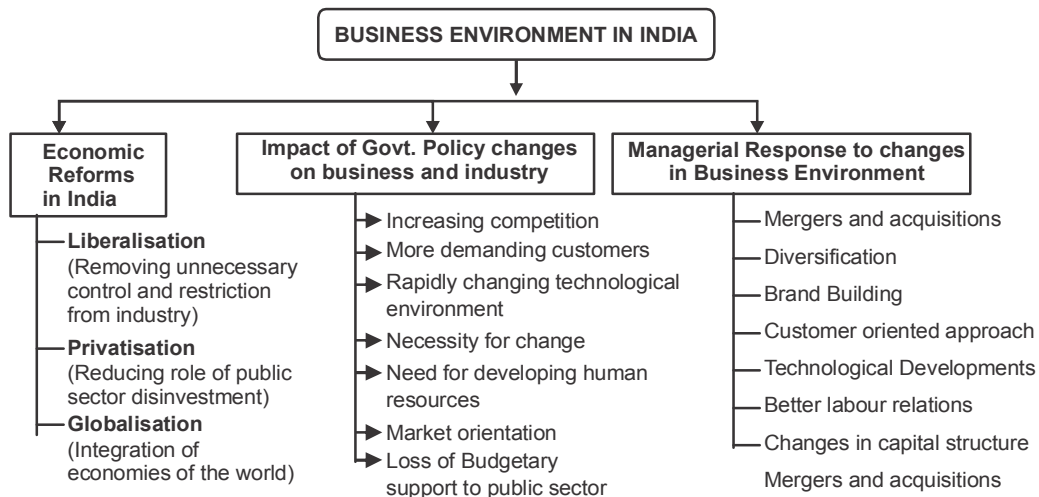 BUSINESS ENVIRONMENT IN INDIA
Economic
Reforms
in India
Liberalisation
(Removing unnecessary
control and restriction
from industry)
Privatisation
(Reducing role of public
sector disinvestment)
Globalisation
(Integration of
economies of the world)
Impact of Govt. Policy changes
on business and industry
Increasing competition
More demanding customers
Rapidly changing technological
environment
Necessity for change
Need for developing human
resources
Market orientation
Loss of Budgetary
support to public sector
Managerial Response to changes
in Business Environment
Mergers and acquisitions
Diversification
Brand Building
Customer oriented approach
Technological Developments
Better labour relations
Changes in capital structure
Mergers and acquisitions